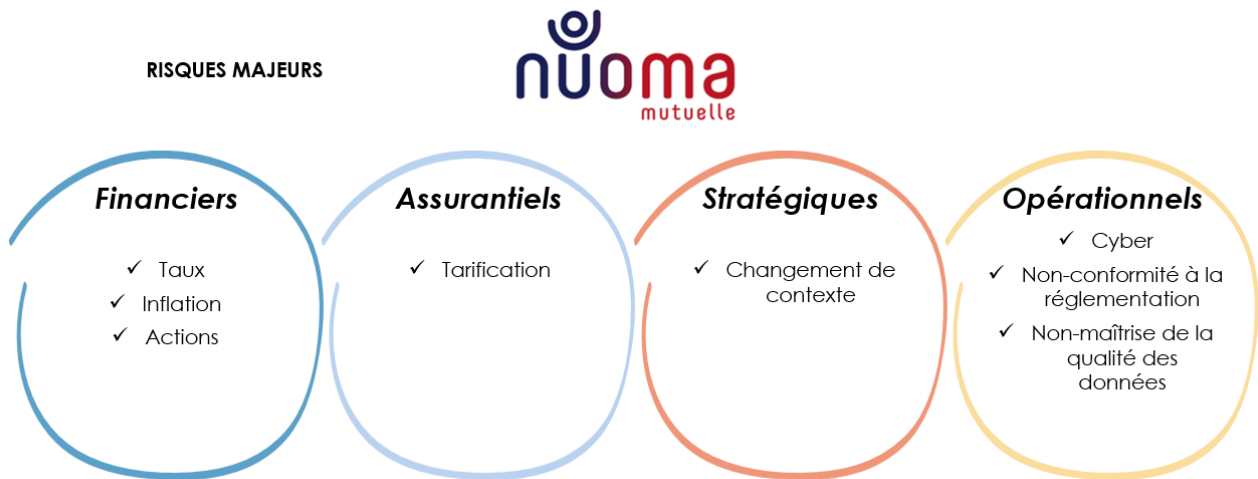 RISQUES MAJEURS
nuoma
mutuelle
Financiers
✓ Taux
✓ Inflation
✓ Actions
Assurantiels
✓ Tarification
Stratégiques
✓ Changement de
contexte
Opérationnels
✓ Cyber
✓ Non-conformité à la
réglementation
✓ Non-maîtrise de la
qualité des
données